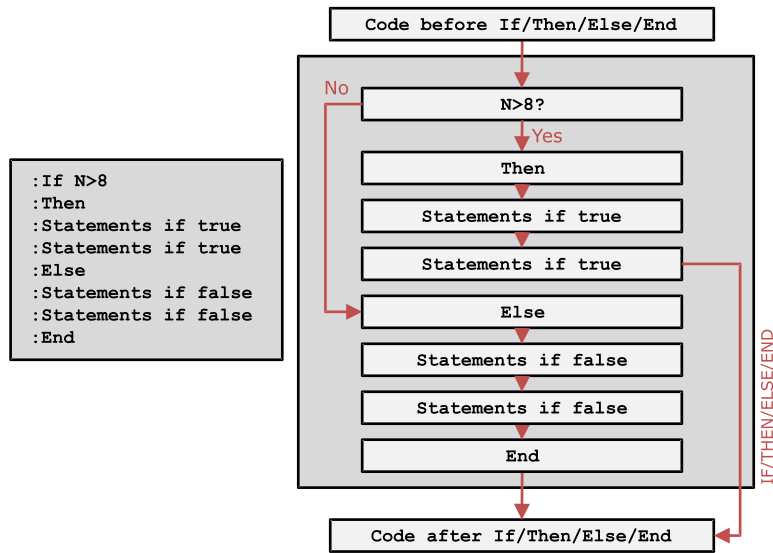 Code before If/Then/Else/End
No
N>8?
Yes
Then
Statements if true
Statements if true
Else
Statements if false
Statements if false
End
Code after If/Then/Else/End
IF/THEN/ELSE/END
:If N>8
:Then
:Statements if true
:Statements if true
:Else
:Statements if false
:Statements if false
:End